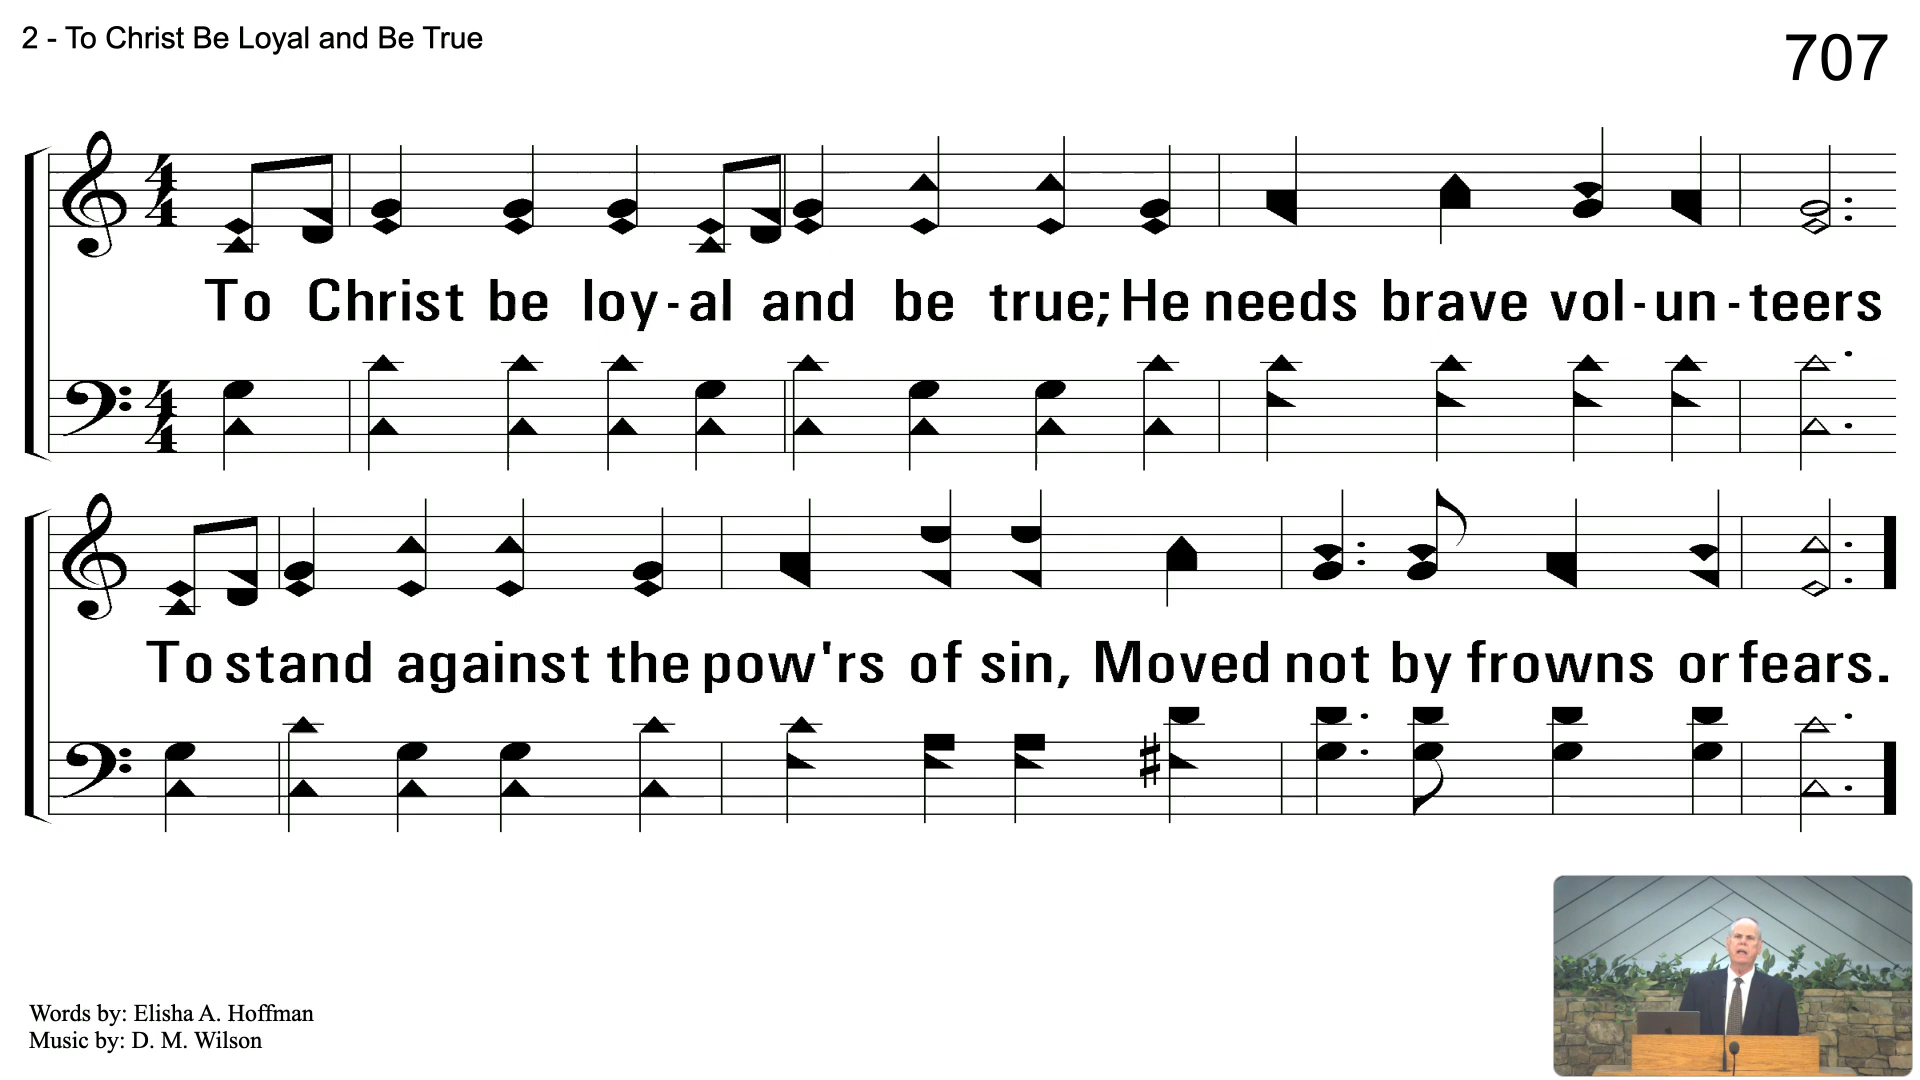 2 - To Christ Be Loyal and Be True
707
To Christ be loy-al and be true; He needs brave vol-un-teers
To stand against the pow'rs of sin, Moved not by frowns or fears.
Words by: Elisha A. Hoffman
Music by: D. M. Wilson